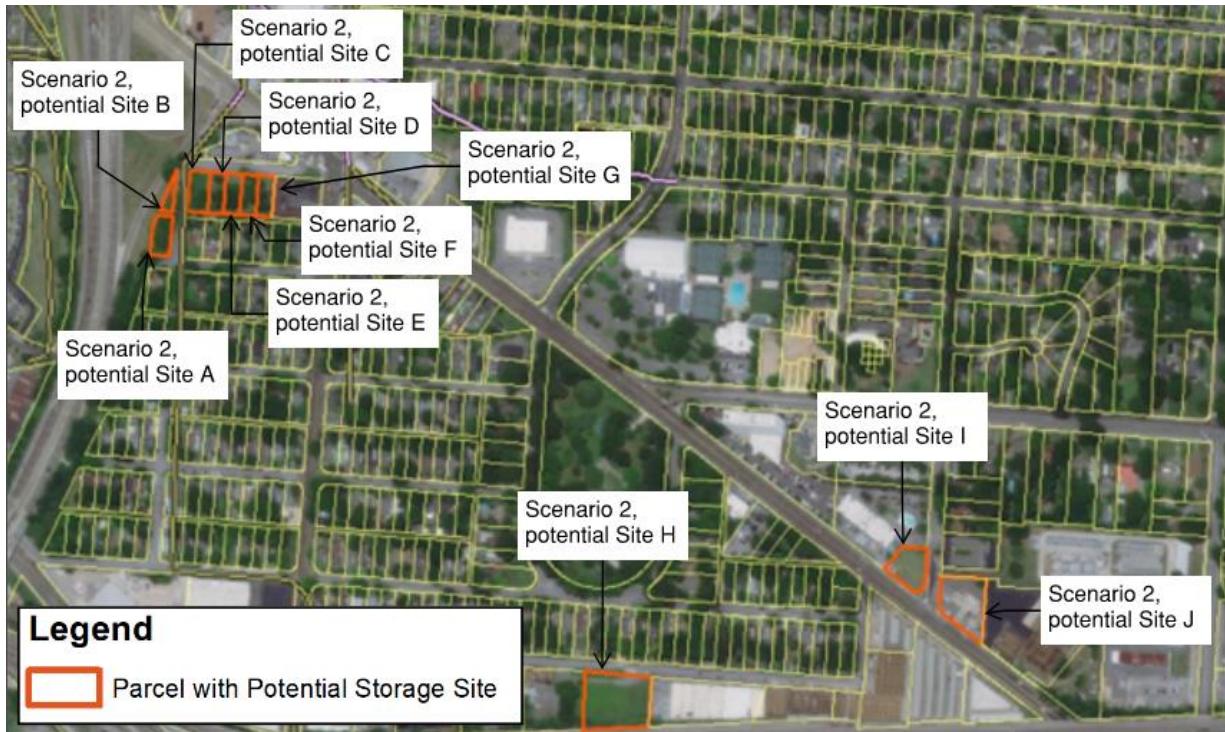 Scenario 2,
potential Site C
Scenario 2,
potential Site B
Scenario 2,
potential Site D
Scenario 2,
potential Site G
Scenario 2,
potential Site F
Scenario 2,
potential Site E
Scenario 2,
potential Site A
Scenario 2,
potential Site I
Scenario 2,
potential Site H
Scenario 2,
potential Site J
Legend
Parcel with Potential Storage Site